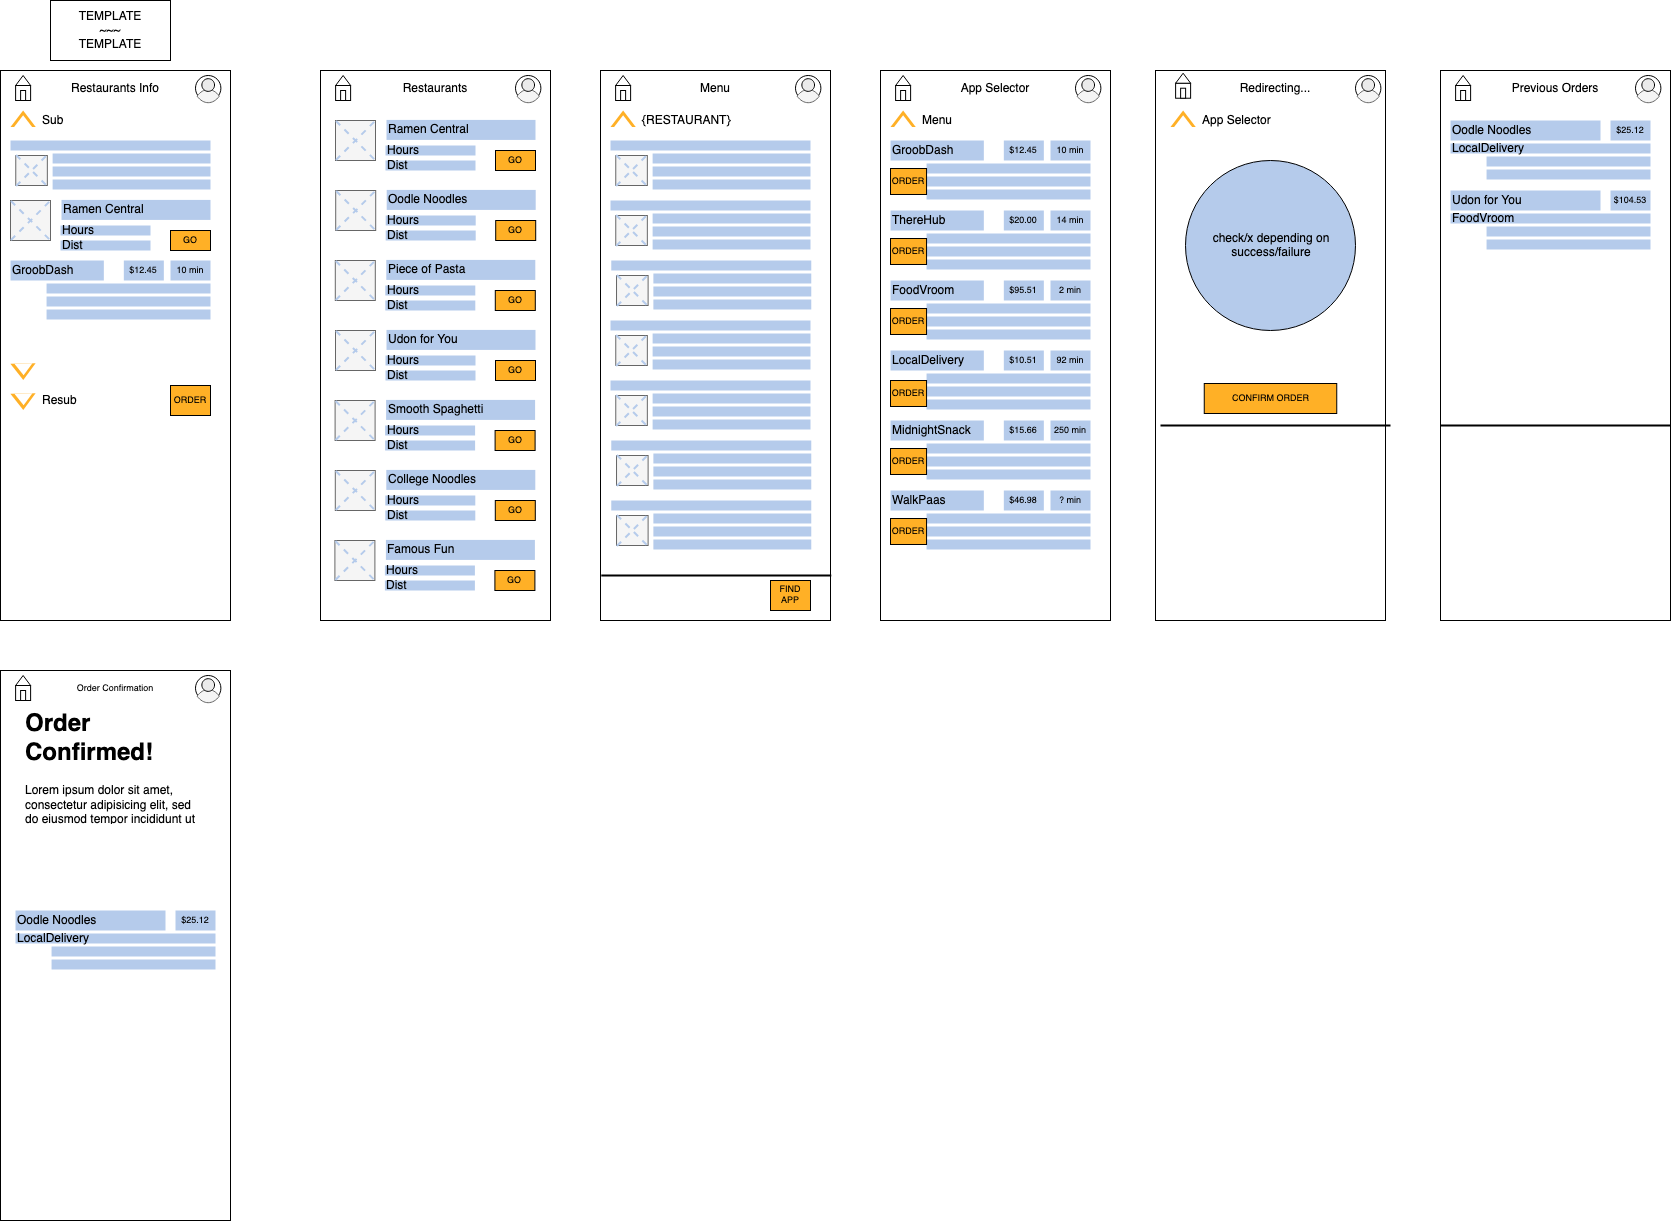 TEMPLATE
~~~
TEMPLATE
Restaurants Info
Sub
Ramen Central
Hours
Dist
GO
GroobDash
$12.45
10 min
Resub
ORDER
Restaurants
Ramen Central
Hours
Dist
GO
Oodle Noodles
Hours
Dist
GO
Piece of Pasta
Hours
Dist
GO
Udon for You
Hours
Dist
GO
Smooth Spaghetti
Hours
Dist
GO
College Noodles
Hours
Dist
GO
Famous Fun
Hours
Dist
GO
Menu
{RESTAURANT}
FIND
APP
App Selector
Menu
GroobDash
$12.45
10 min
ORDER
ThereHub
$20.00
14 min
ORDER
FoodVroom
$95.51
2 min
ORDER
LocalDelivery
$10.51
92 min
ORDER
MidnightSnack
$15.66
250 min
ORDER
WalkPaas
$46.98
? min
ORDER
Redirecting...
App Selector
check/x depending on
success/failure
CONFIRM ORDER
Previous Orders
Oodle Noodles
$25.12
LocalDelivery
Udon for You
$104.53
FoodVroom
Order Confirmation
Order
Confirmed!
Lorem ipsum dolor sit amet,
consectetur adipisicing elit, sed
do eiusmod tempor incididunt ut
Oodle Noodles
$25.12
LocalDelivery